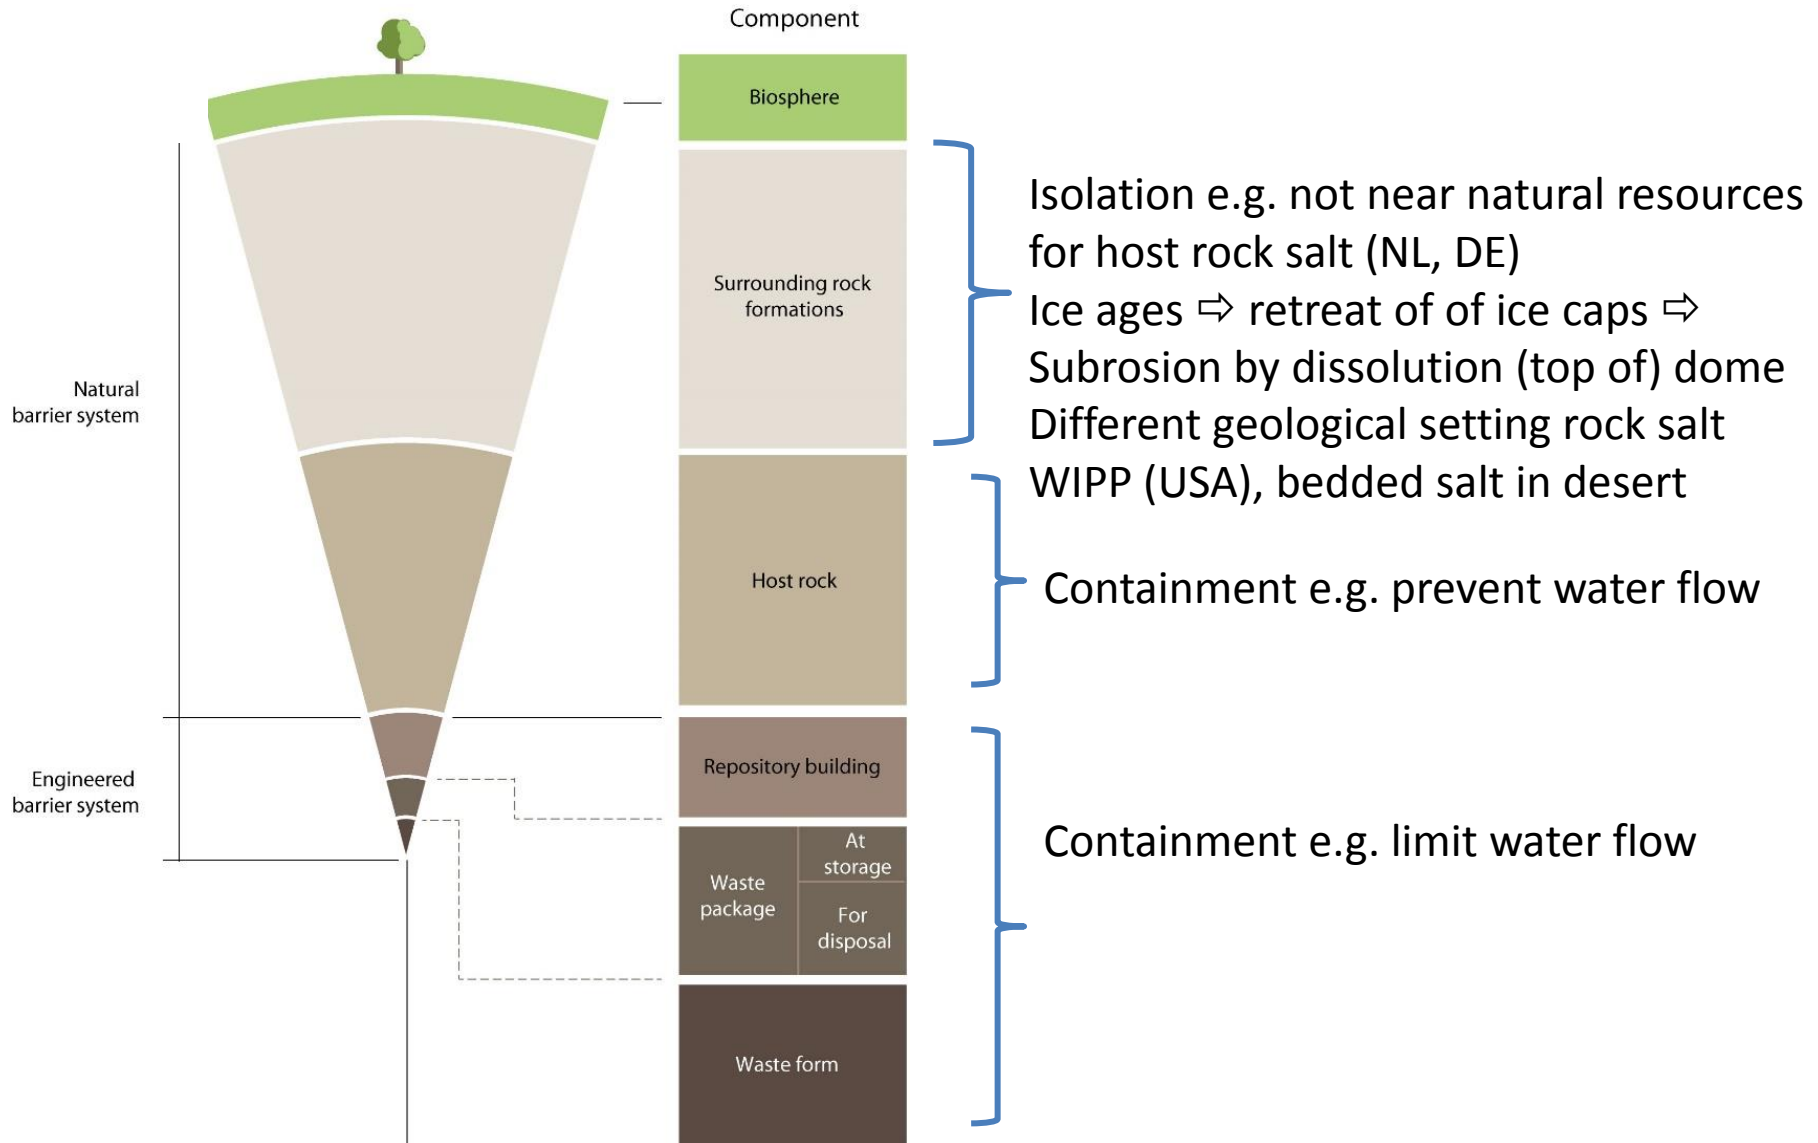 Component
Biosphere
Isolation e.g. not near natural resources
for host rock salt (NL, DE)
Ice ages ⇨ retreat of of ice caps ⇨
Subrosion by dissolution (top of) dome
Different geological setting rock salt
WIPP (USA), bedded salt in desert
Surrounding rock
formations
Natural
barrier system
Host rock
Containment e.g. prevent water flow
Engineered
barrier system
Repository building
Containment e.g. limit water flow
Waste
package
At
storage
For
disposal
Waste form